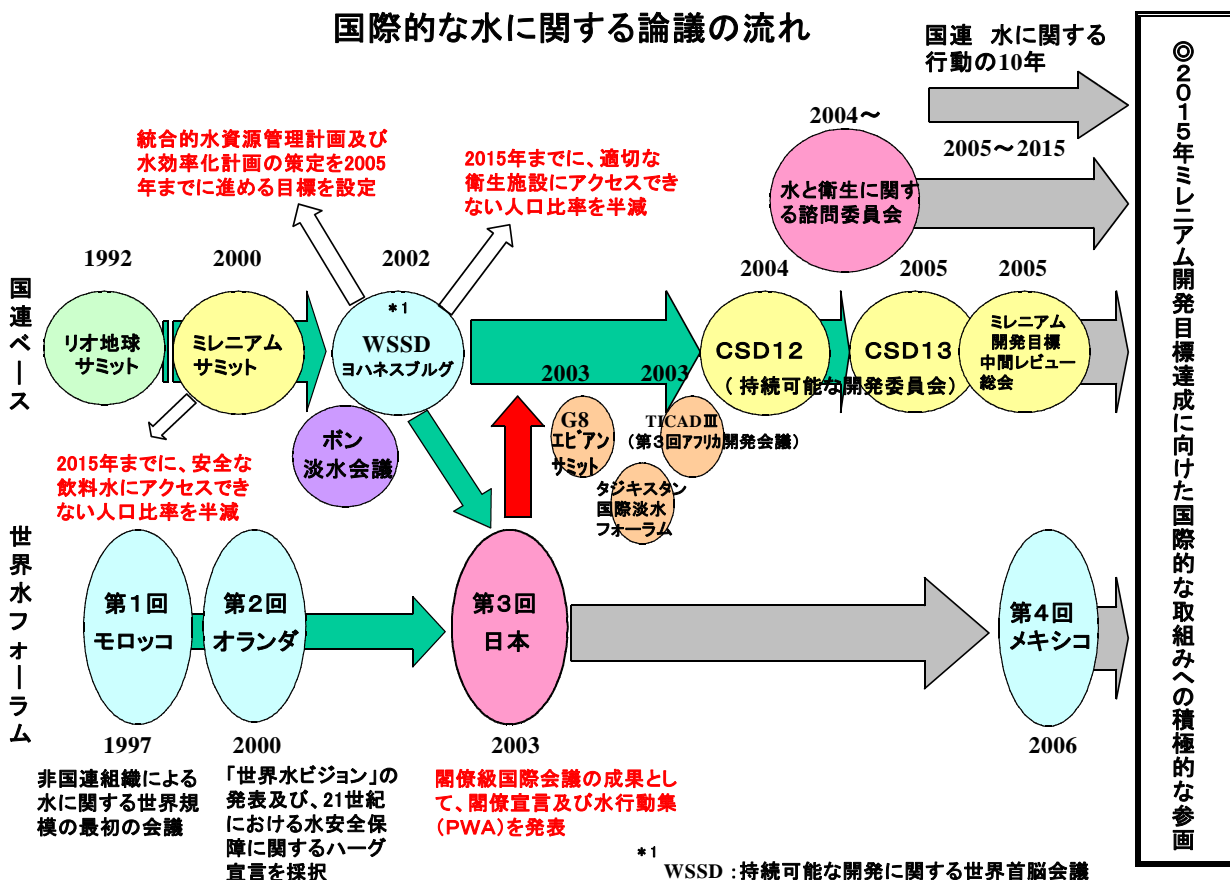 国際的な水に関する論議の流れ
国連 水に関する
行動の10年
2004～
2005～2015
水と衛生に関す
る諮問委員会
統合的水資源管理計画及び
水効率化計画の策定を2005
年までに進める目標を設定
2015年までに、適切な
衛生施設にアクセスでき
ない人口比率を半減
国連ベース
1992
リオ地球
サミット
2000
ミレニアム
サミット
2002
*1
WSSD
ヨハネスブルグ
ボン
淡水会議
2003
G8
エビアン
サミット
2003
TICADⅢ
（第3回アフリカ開発会議）
タジキスタン
国際淡水
フォーラム
2004
CSD12
2005
CSD13
（持続可能な開発委員会）
2005
ミレニアム
開発目標
中間レビュー
総会
2015年までに、安全な
飲料水にアクセスでき
ない人口比率を半減
世界水フォーラム
第1回
モロッコ
1997
非国連組織による
水に関する世界規
模の最初の会議
第2回
オランダ
2000
「世界水ビジョン」の
発表及び、21世紀
における水安全保
障に関するハーグ
宣言を採択
第3回
日本
2003
閣僚級国際会議の成果とし
て、閣僚宣言及び水行動集
（PWA）を発表
第4回
メキシコ
2006
*1
WSSD：持続可能な開発に関する世界首脳会議
◎2015年ミレニアム開発目標達成に向けた国際的な取組みへの積極的な参画